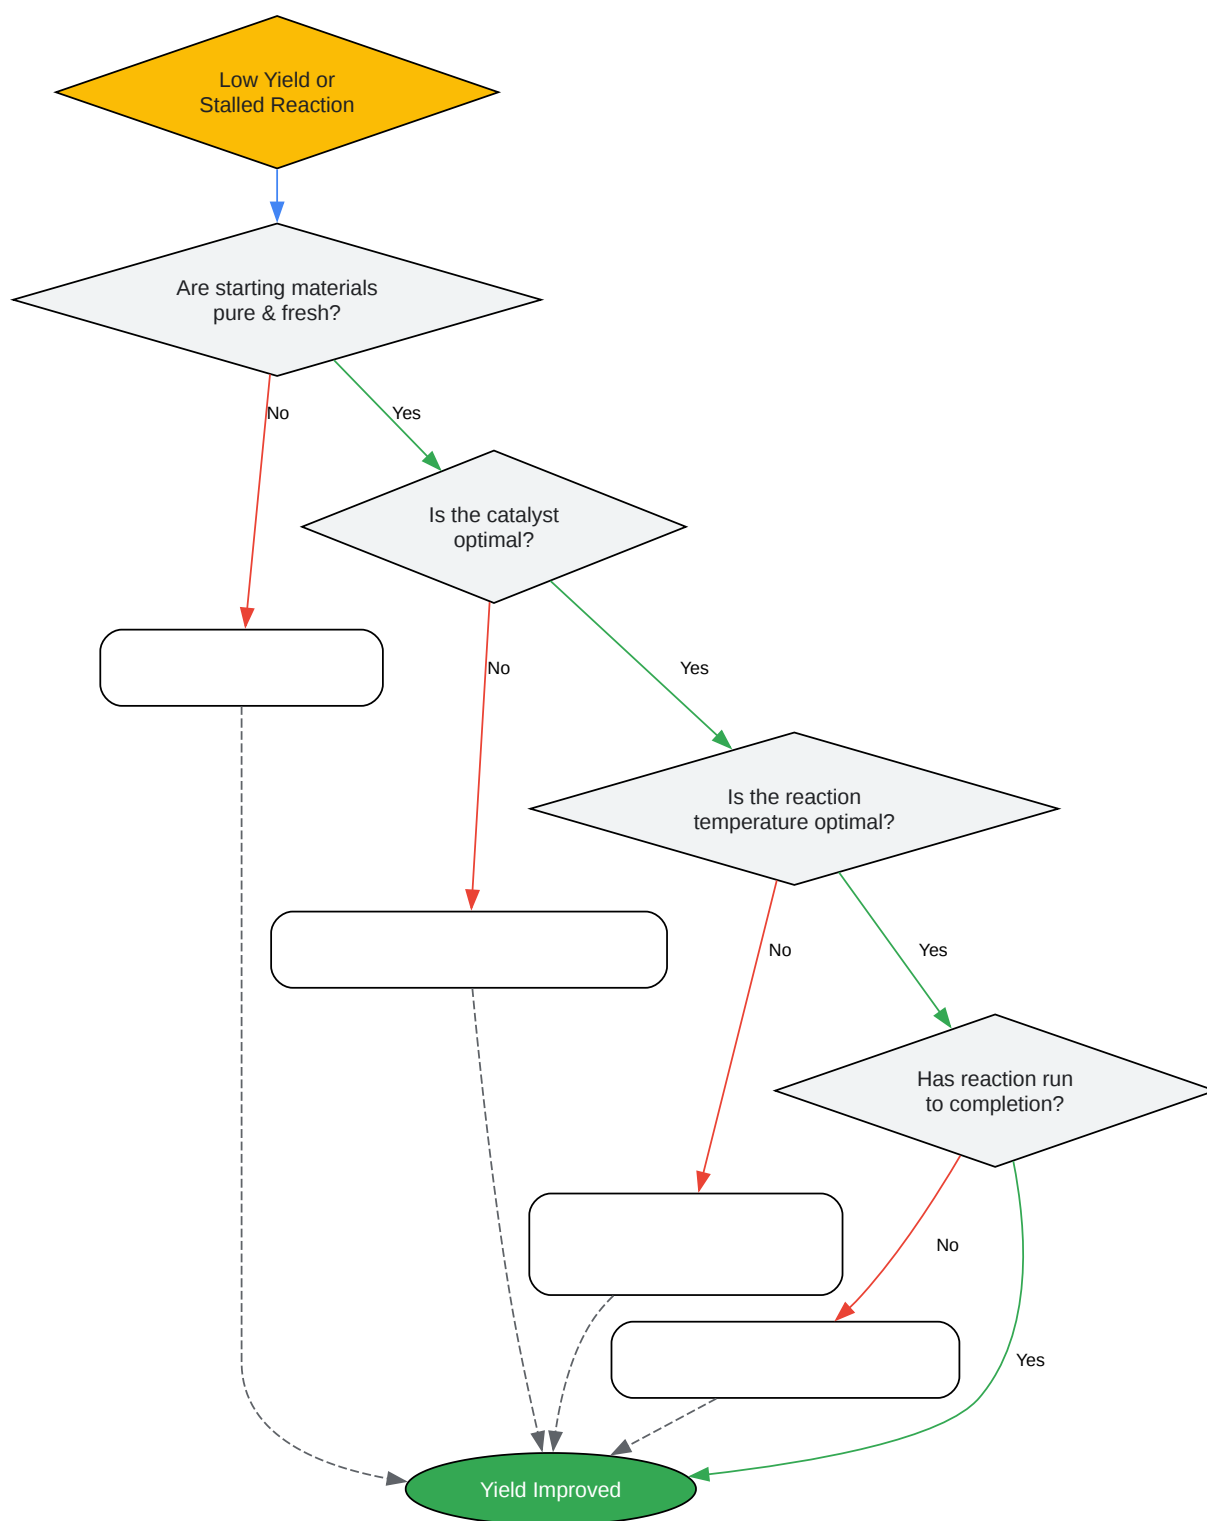 Low Yield or
Stalled Reaction
Are starting materials
pure & fresh?
No
Yes
Is the catalyst
optimal?
No
Yes
Is the reaction
temperature optimal?
No
Yes
Has reaction run
to completion?
No
Yes
Yield Improved